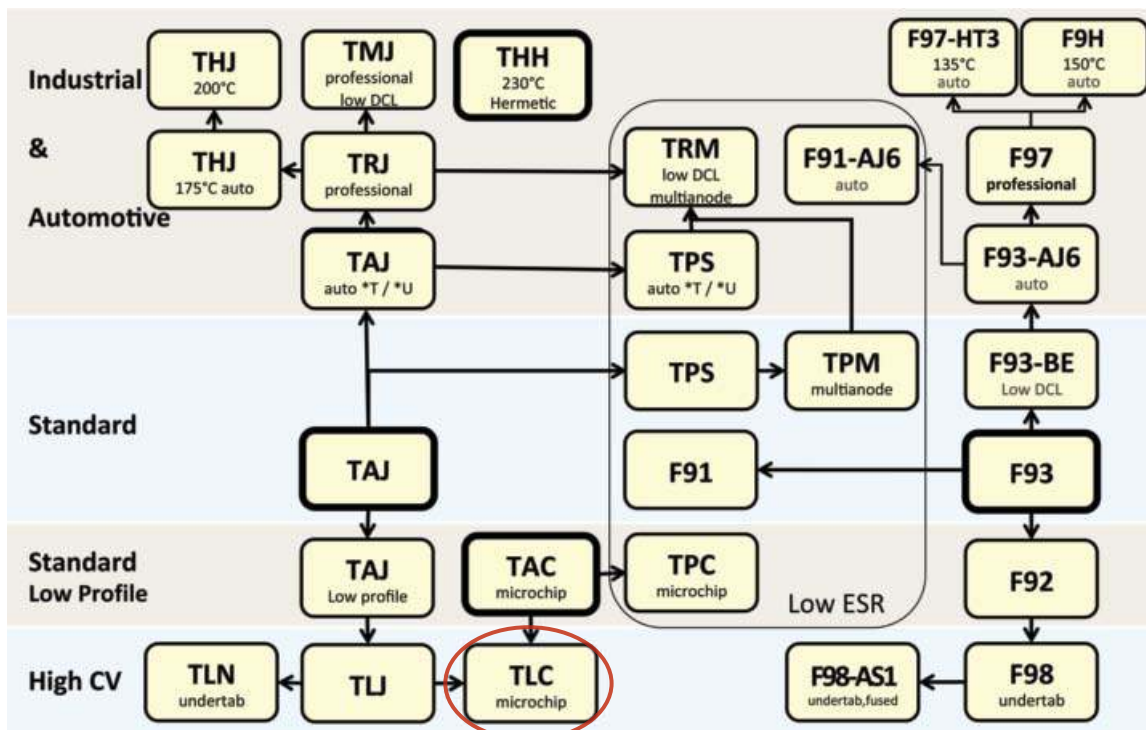 Industrial
&
Automotive
THJ
200°C
TMJ
professional
low DCL
THH
230°C
Hermetic
F97-HT3
135°C
auto
F9H
150°C
auto
THJ
175°C auto
TRJ
professional
TRM
low DCL
multianode
F91-AJ6
auto
F97
professional
TAJ
auto *T / *U
TPS
auto *T / *U
F93-AJ6
auto
Standard
TPS
TPM
multianode
F93-BE
Low DCL
TAJ
F91
F93
Standard
Low Profile
TAJ
Low profile
TAC
microchip
TPC
microchip
Low ESR
F92
High CV
TLN
undertab
TLJ
TLC
microchip
F98-AS1
undertab,fused
F98
undertab